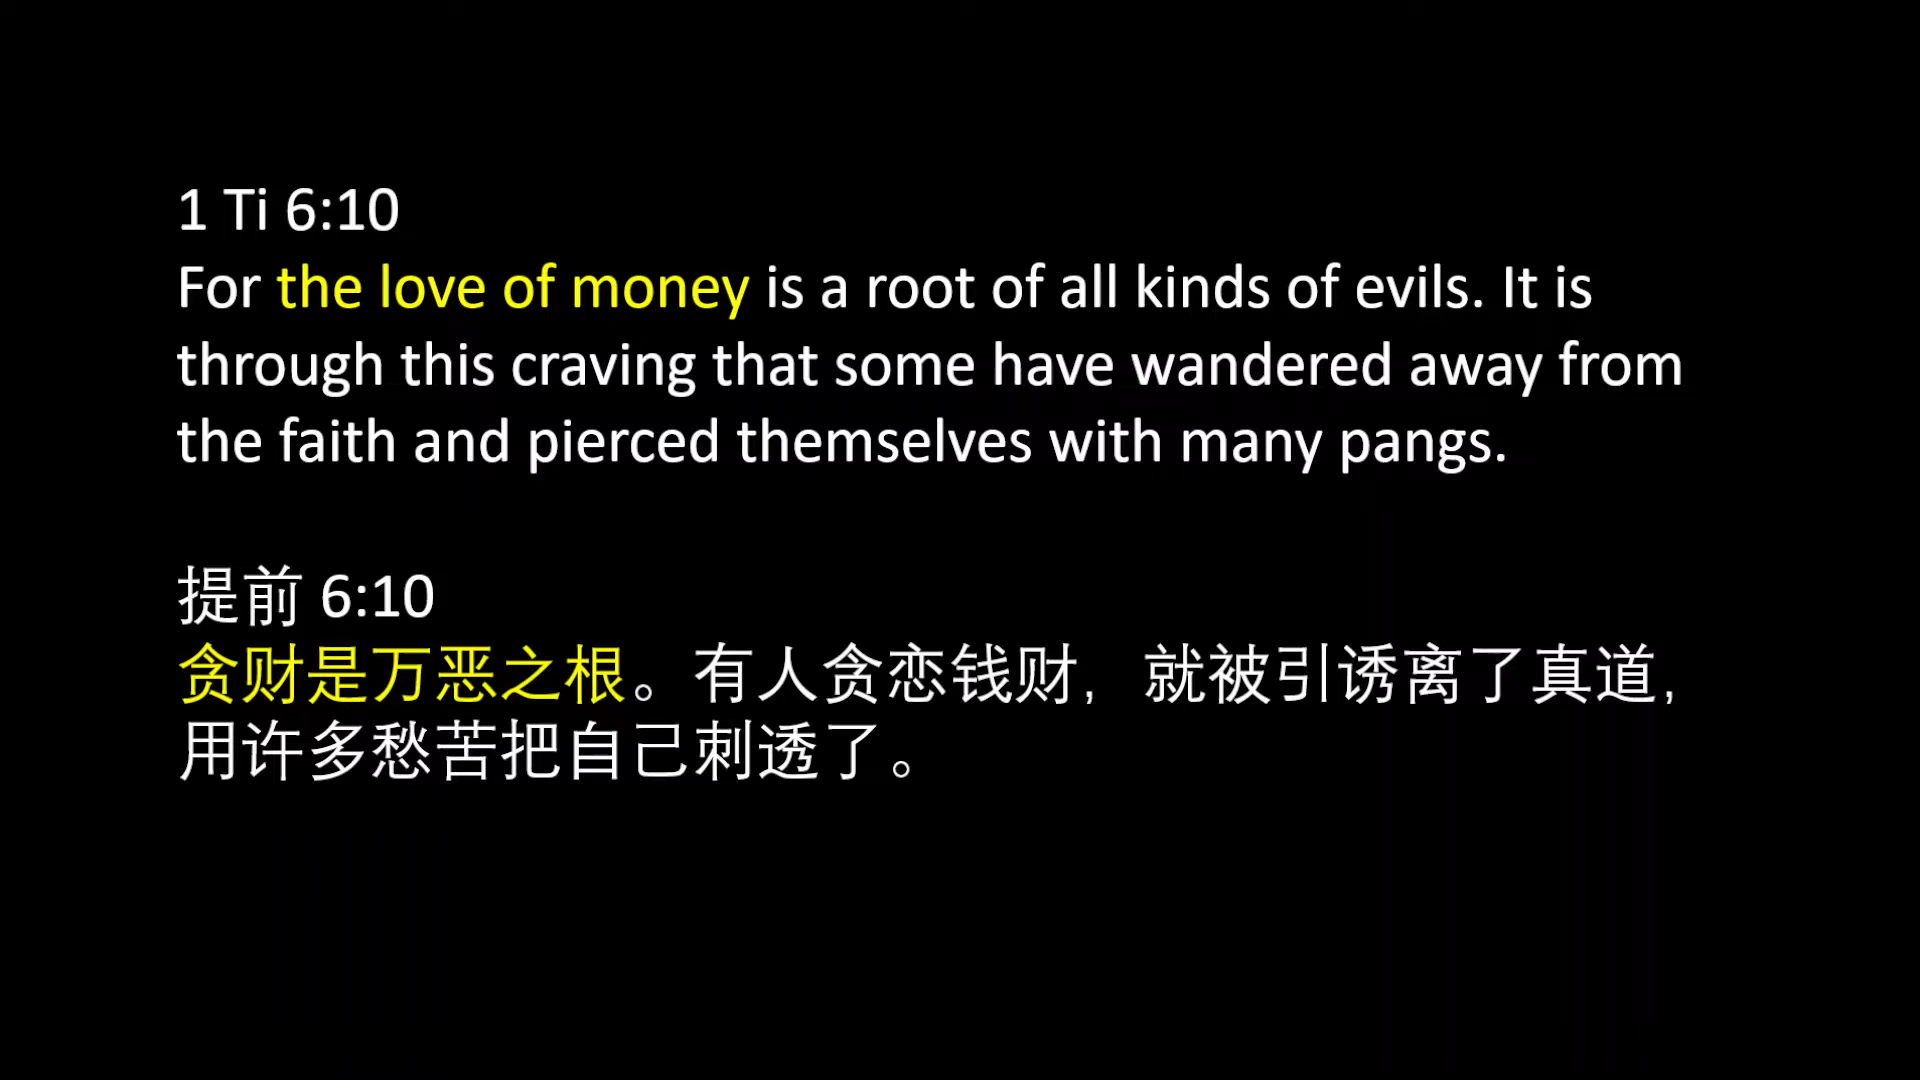 1 Ti 6:10
For the love of money is a root of all kinds of evils. It is
through this craving that some have wandered away from
the faith and pierced themselves with many pangs.
提前 6:10
贪财是万恶之根。有人贪恋钱财，就被引诱离了真道，
用许多愁苦把自己刺透了。